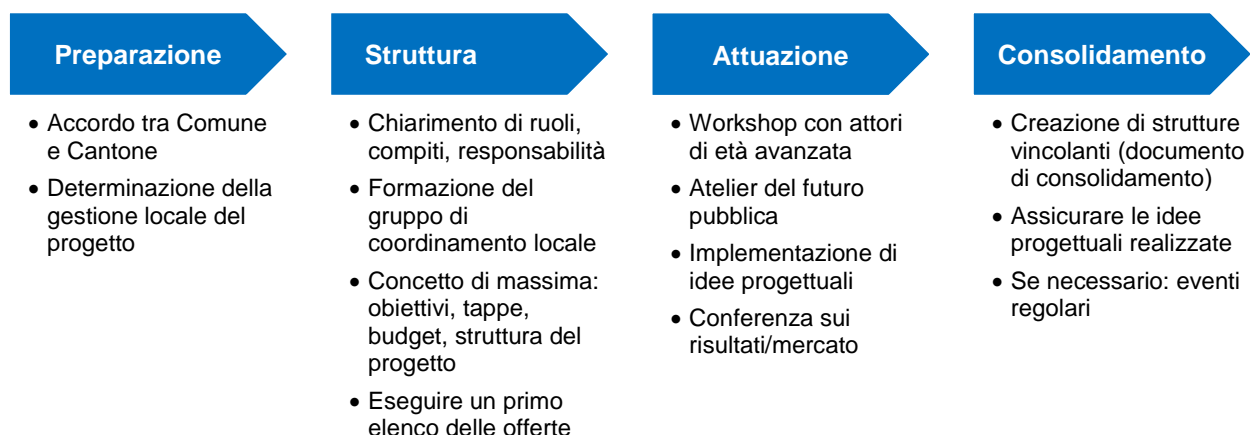 Preparazione
• Accordo tra Comune
e Cantone
• Determinazione della
gestione locale del
progetto
Struttura
• Chiarimento di ruoli,
compiti, responsabilità
• Formazione del
gruppo di
coordinamento locale
• Concetto di massima:
obiettivi, tappe,
budget, struttura del
progetto
• Eseguire un primo
elenco delle offerte
Attuazione
• Workshop con attori
di età avanzata
• Atelier del futuro
pubblica
• Implementazione di
idee progettuali
• Conferenza sui
risultati/mercato
Consolidamento
• Creazione di strutture
vincolanti (documento
di consolidamento)
• Assicurare le idee
progettuali realizzate
• Se necessario: eventi
regolari